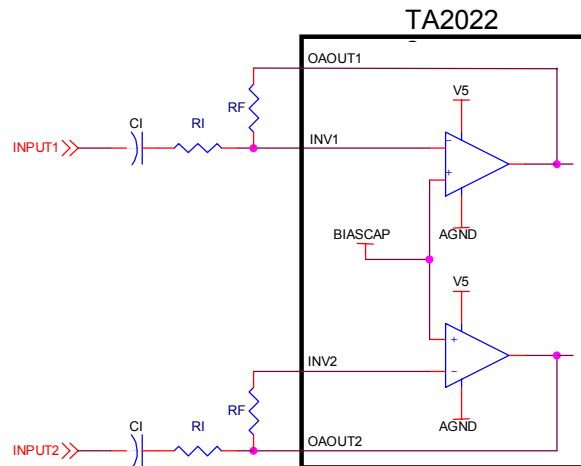 TA2022
OAOUT1
V5
RF
CI
RI
INPUT1
INV1
AGND
BIASCAP
V5
INV2
RF
AGND
CI
RI
OAOUT2
INPUT2